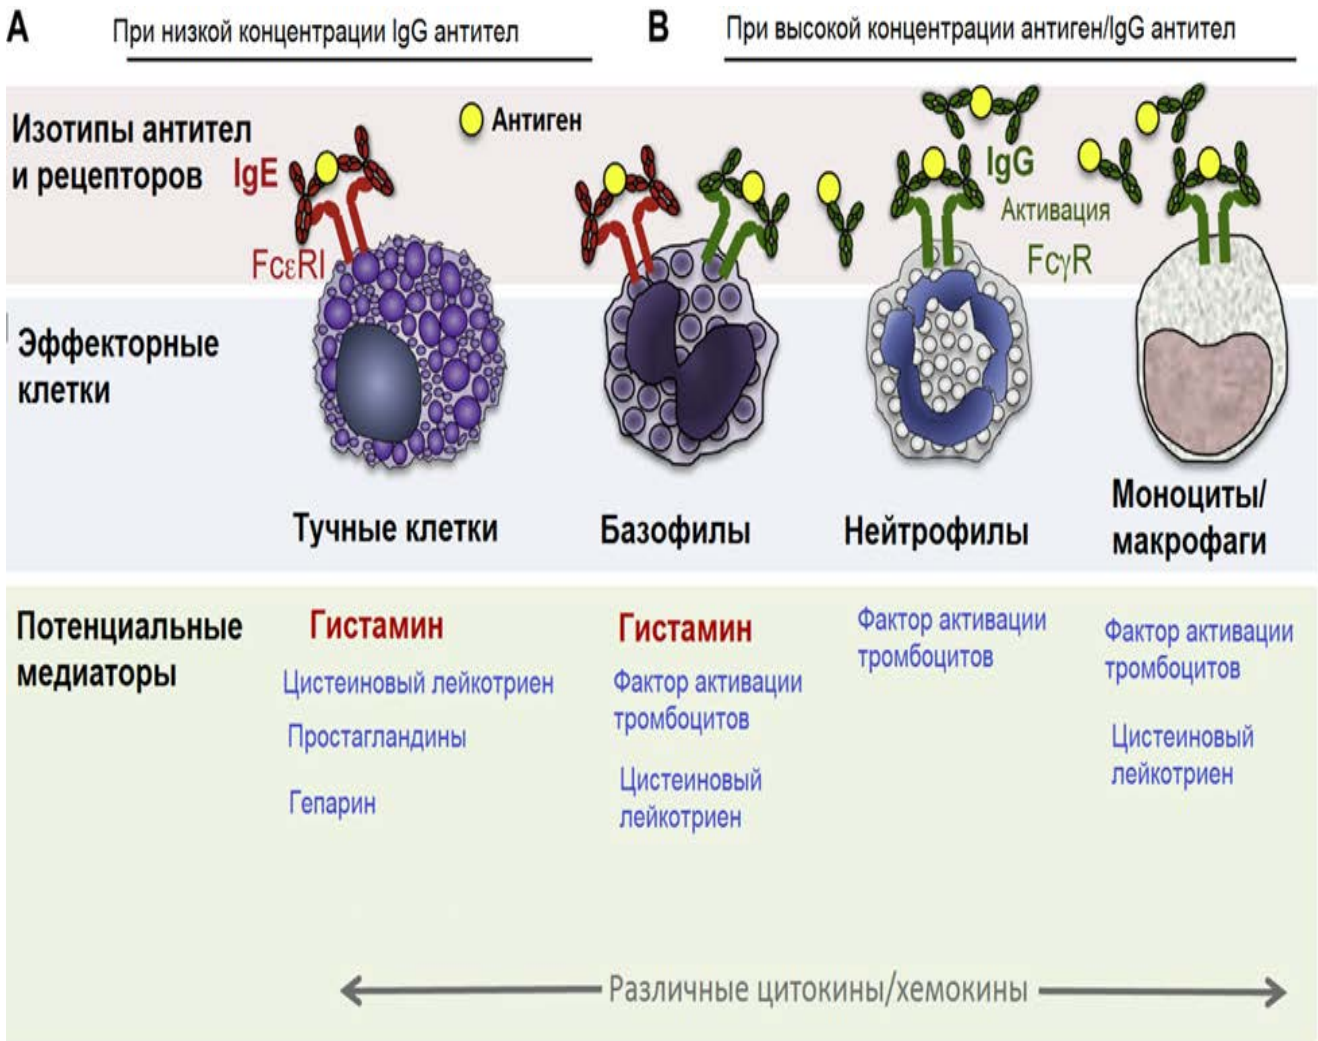 A
При низкой концентрации IgG антител
B
При высокой концентрации антиген/IgG антител
Изотипы антител
и рецепторов
IgE
Антиген
FcεRI
IgG
Активация
FcγR
Эффекторные
клетки
Тучные клетки
Базофилы
Нейтрофилы
Моноциты/
макрофаги
Потенциальные
медиаторы
Гистамин
Цистеиновый лейкотриен
Простагландины
Гепарин
Гистамин
Фактор активации
тромбоцитов
Цистеиновый
лейкотриен
Фактор активации
тромбоцитов
Фактор активации
тромбоцитов
Цистеиновый
лейкотриен
Различные цитокины/хемокины